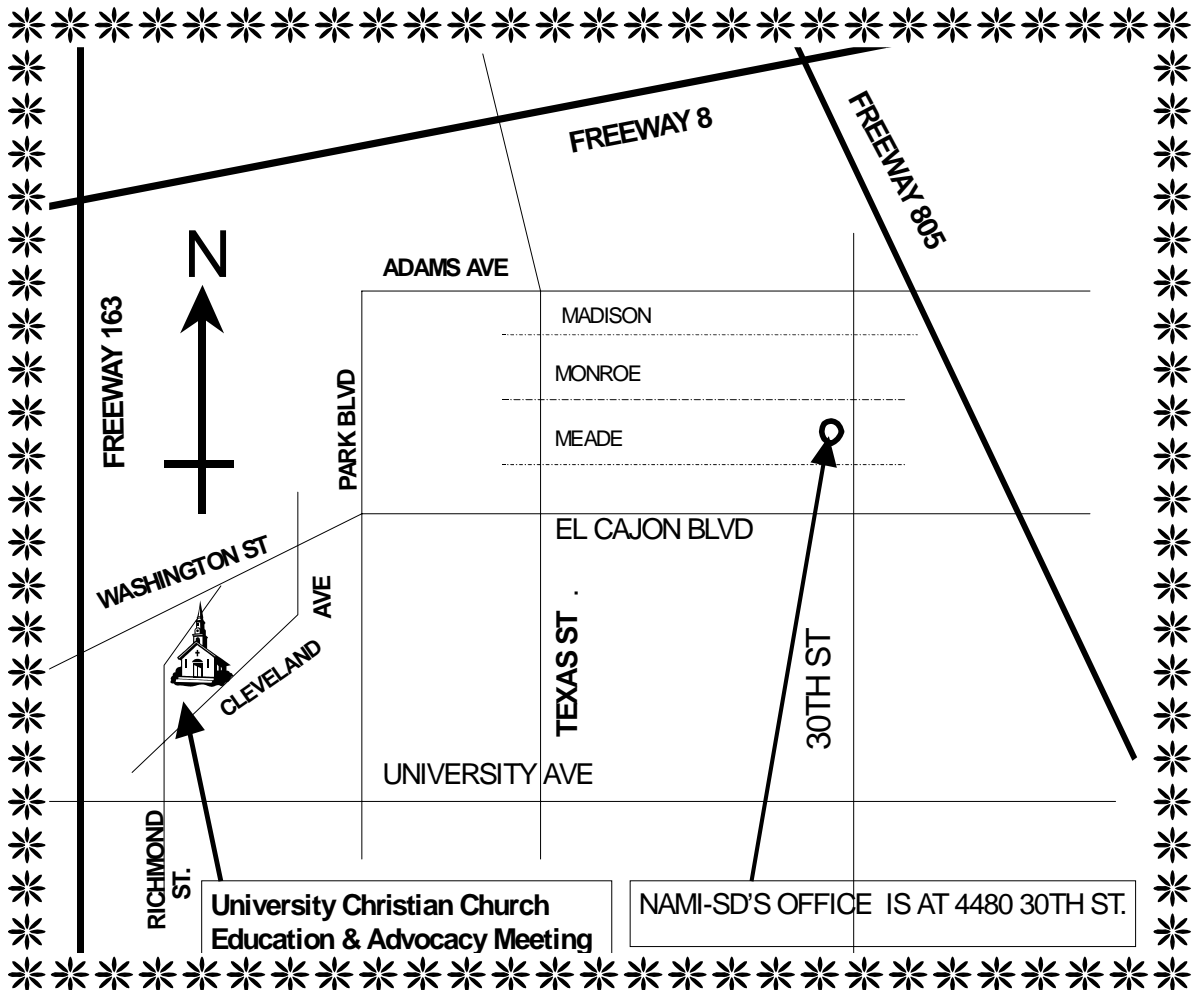 FREEWAY 8
FREEWAY 805
N
ADAMS AVE
FREEWAY 163
MADISON
MONROE
PARK BLVD
MEADE
EL CAJON BLVD
WASHINGTON ST
AVE
CLEVELAND
TEXAS ST .
30TH ST
UNIVERSITY AVE
RICHMOND
ST.
University Christian Church
Education & Advocacy Meeting
NAMI-SD'S OFFICE IS AT 4480 30TH ST.